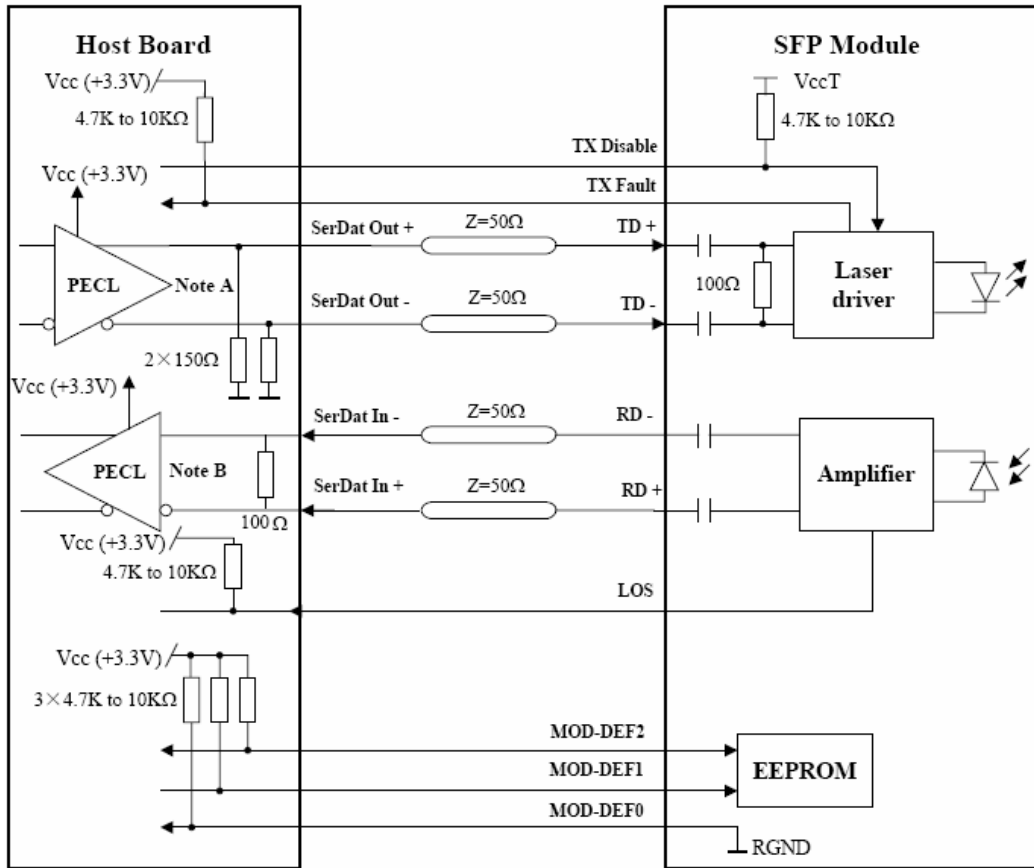 Host Board
SFP Module
Vcc (+3.3V)
4.7K to 10KΩ
VccT
4.7K to 10KΩ
TX Disable
TX Fault
Vcc (+3.3V)
SerDat Out +
Z=50Ω
TD +
PECL
Note A
100Ω
Laser
driver
SerDat Out -
Z=50Ω
TD -
2×150Ω
Vcc (+3.3V)
SerDat In -
Z=50Ω
RD -
PECL
Note B
Amplifier
SerDat In +
Z=50Ω
RD +
100Ω
Vcc (+3.3V)
4.7K to 10KΩ
LOS
Vcc (+3.3V)
3×4.7K to 10KΩ
MOD-DEF2
MOD-DEF1
EEPROM
MOD-DEF0
RGND